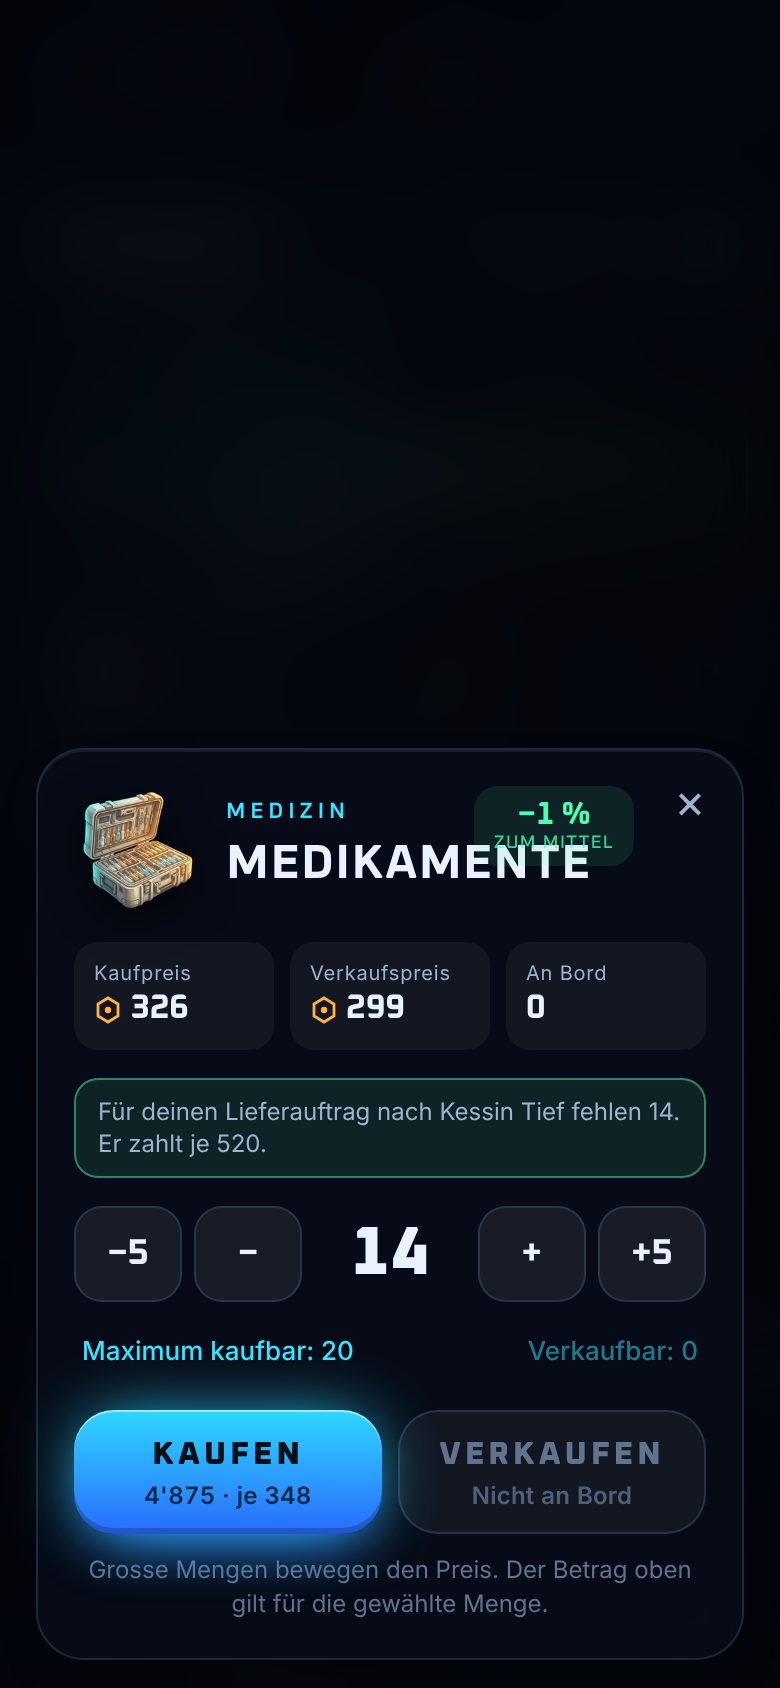 MEDIZIN
−1 %
ZUM MITTEL
MEDIKAMENTE
Kaufpreis
326
Verkaufspreis
299
An Bord
0
Für deinen Lieferauftrag nach Kessin Tief fehlen 14.
Er zahlt je 520.
−5
−
14
+
+5
Maximum kaufbar: 20
Verkaufbar: 0
KAUFEN
4'875 · je 348
VERKAUFEN
Nicht an Bord
Grosse Mengen bewegen den Preis. Der Betrag oben
gilt für die gewählte Menge.